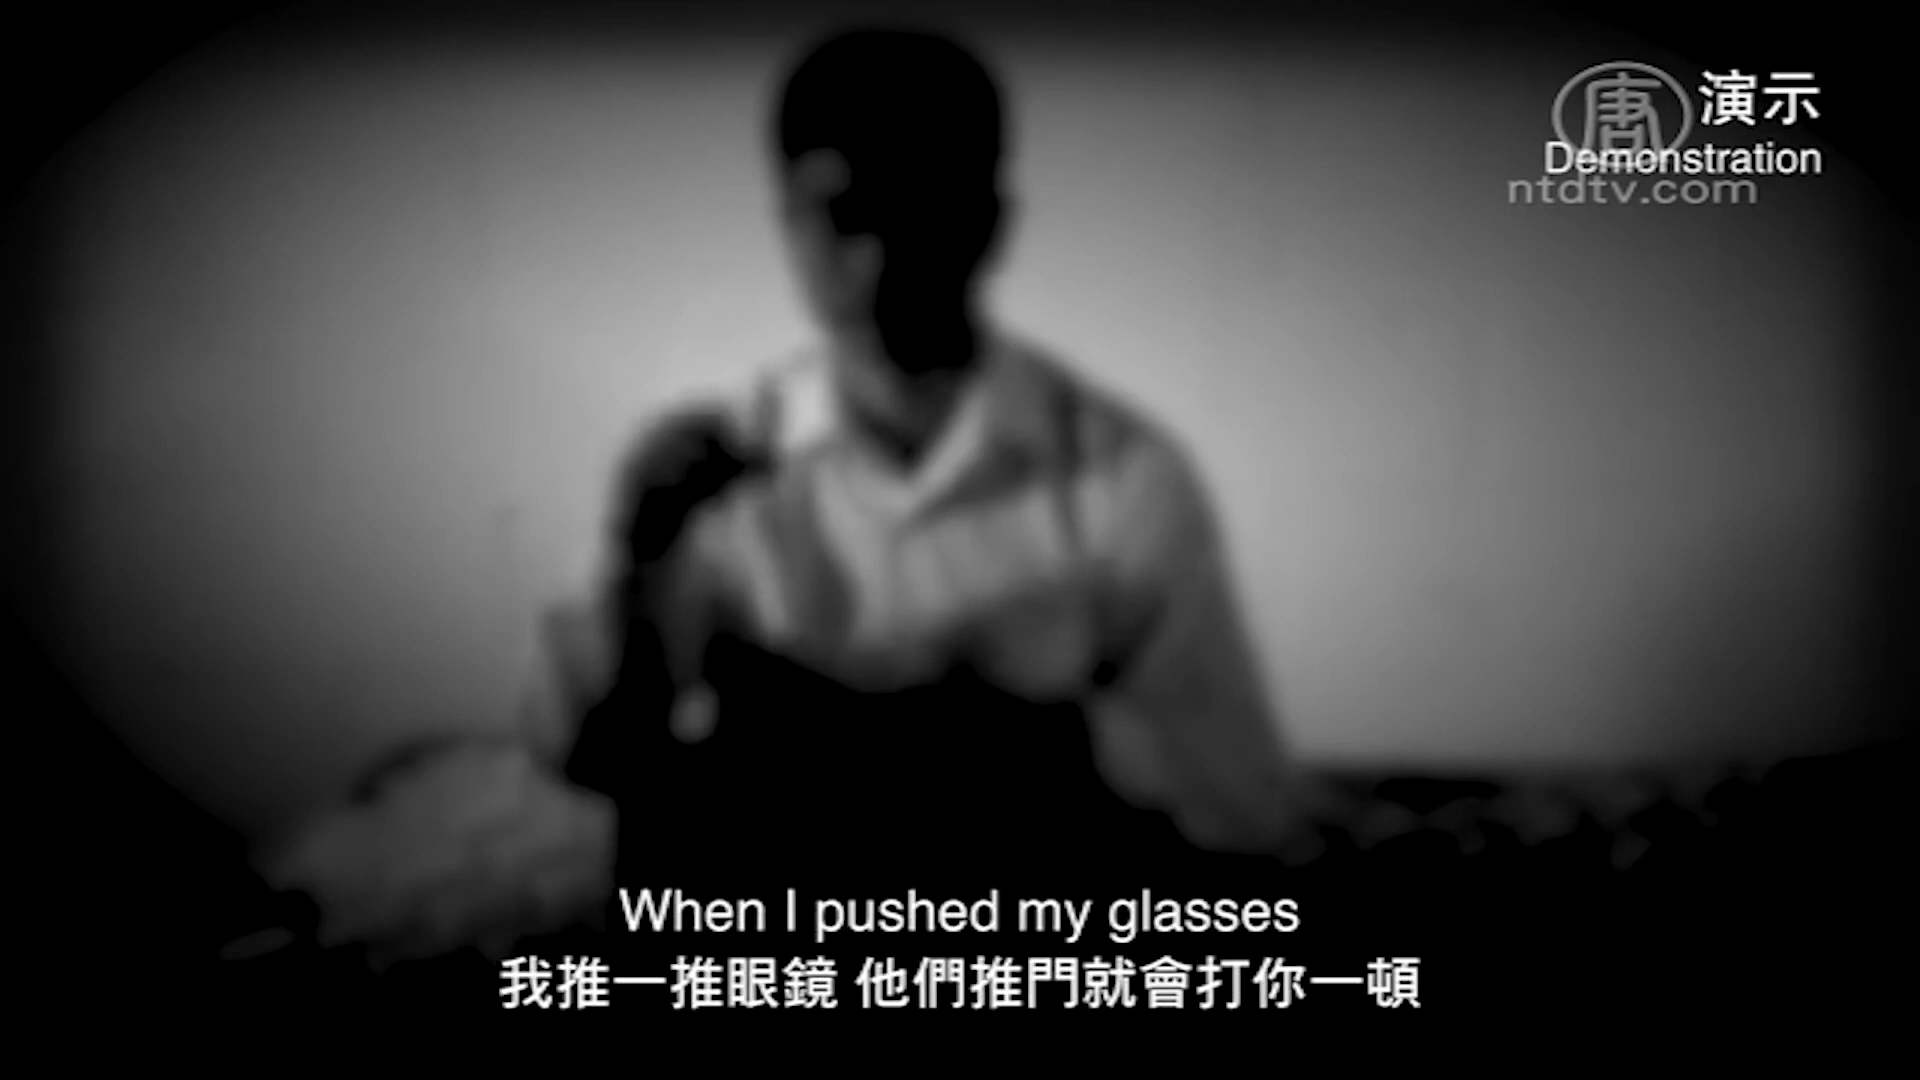 唐 演示
Demonstration
ntdtv.com
When I pushed my glasses
我推一推眼鏡 他們推門就會打你一頓